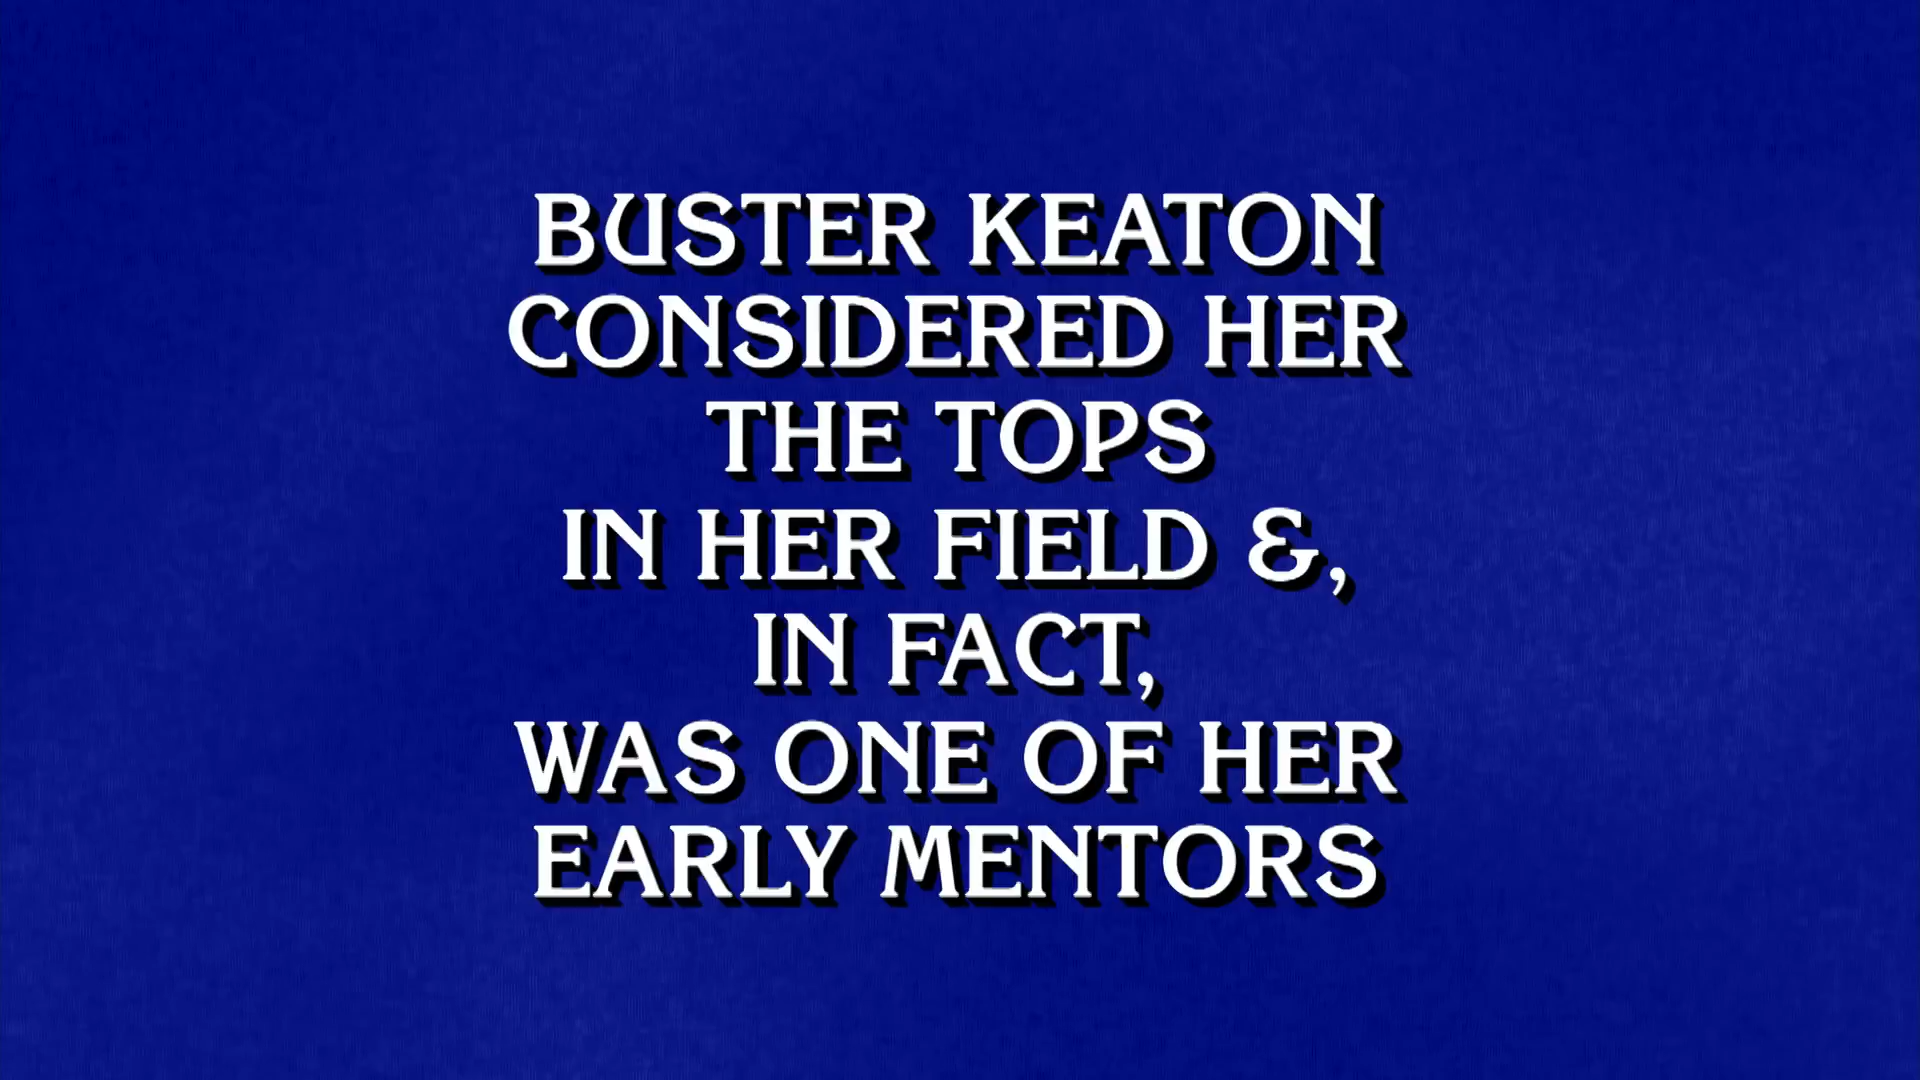 BUSTER KEATON
CONSIDERED HER
THE TOPS
IN HER FIELD &,
IN FACT,
WAS ONE OF HER
EARLY MENTORS